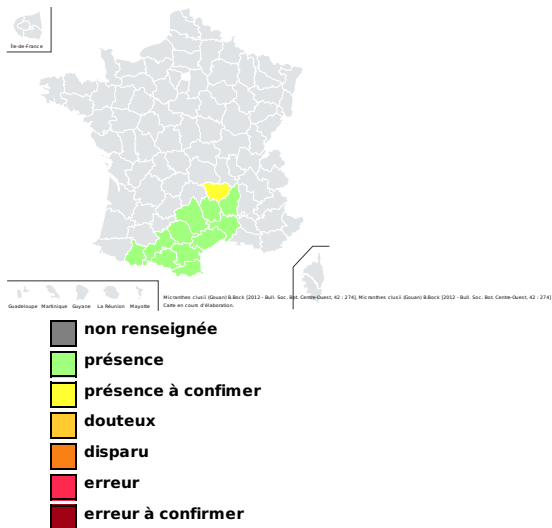 Île-de-France
Guadeloupe Martinique Guyane La Réunion Mayotte
Micranthes clusii (Gouan) B.Bock [2012 - Bull. Soc. Bot. Centre-Ouest, 42 : 274], Micranthes clusii (Gouan) B.Bock [2012 - Bull. Soc. Bot. Centre-Ouest, 42 : 274]
Carte en cours d'élaboration.
non renseignée
présence
présence à confimer
douteux
disparu
erreur
erreur à confirmer